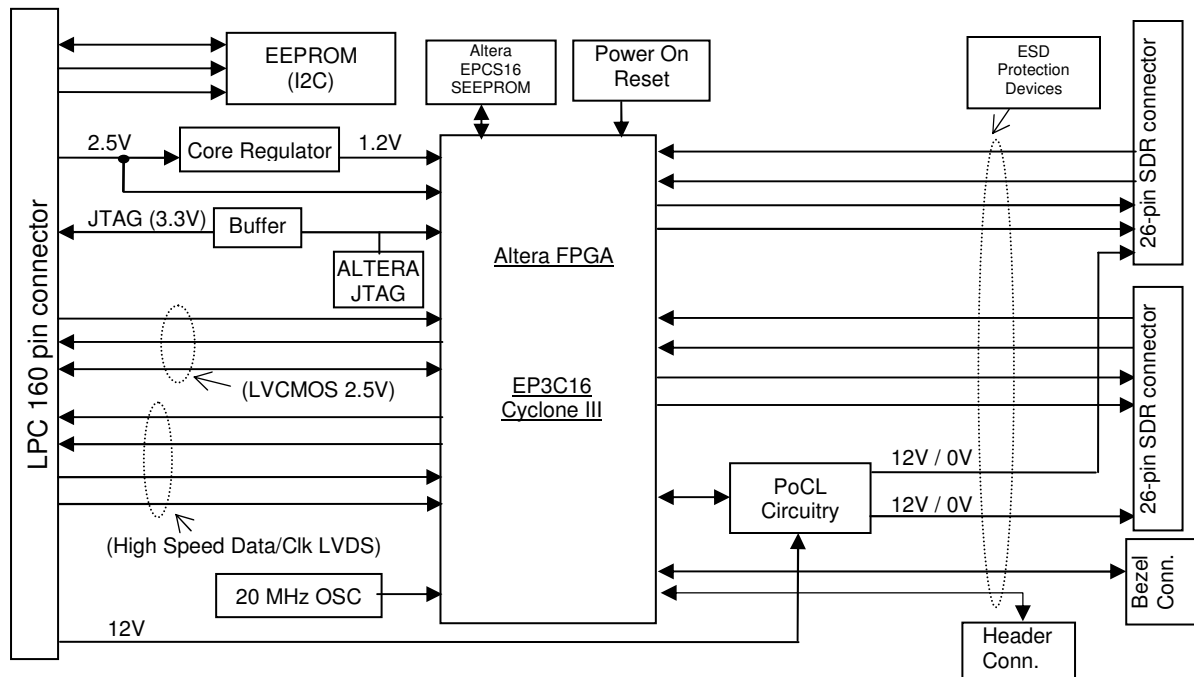 LPC 160 pin connector
EEPROM
(I2C)
Altera
EPCS16
SEEPROM
Power On
Reset
ESD
Protection
Devices
26-pin SDR connector
2.5V
Core Regulator
1.2V
JTAG (3.3V)
Buffer
ALTERA
JTAG
Altera FPGA
EP3C16
Cyclone III
(LVCMOS 2.5V)
26-pin SDR connector
(High Speed Data/Clk LVDS)
PoCL
Circuitry
12V / 0V
12V / 0V
20 MHz OSC
12V
Bezel
Conn.
Header
Conn.